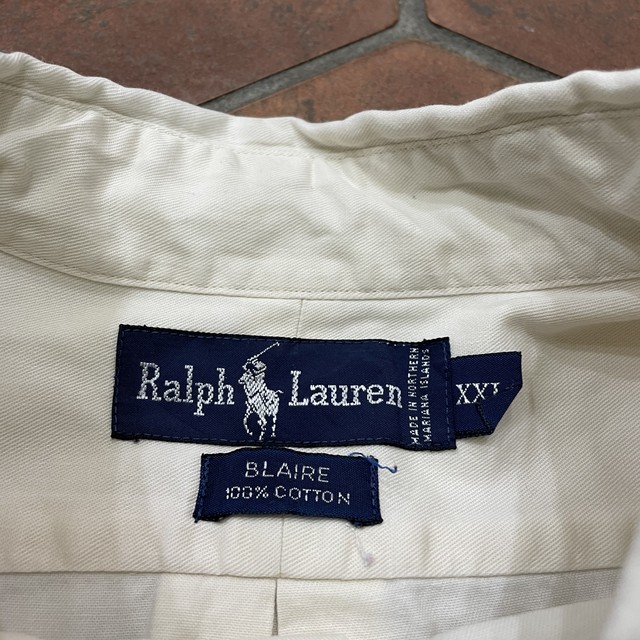 Ralph Lauren
MADE IN NORTHERN
MARIANA ISLANDS
XXL
BLAIRE
100% COTTON